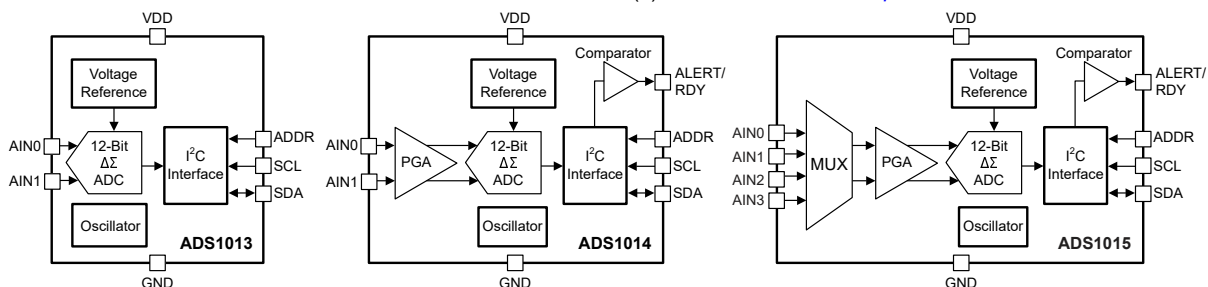 VDD
Voltage
Reference
AIN0
AIN1
12-Bit
ΔΣ
ADC
I²C
Interface
ADDR
SCL
SDA
Oscillator
ADS1013
GND
VDD
Comparator
ALERT/
RDY
Voltage
Reference
AIN0
AIN1
PGA
12-Bit
ΔΣ
ADC
I²C
Interface
ADDR
SCL
SDA
Oscillator
ADS1014
GND
VDD
Comparator
ALERT/
RDY
Voltage
Reference
AIN0
AIN1
AIN2
AIN3
MUX
PGA
12-Bit
ΔΣ
ADC
I²C
Interface
ADDR
SCL
SDA
Oscillator
ADS1015
GND